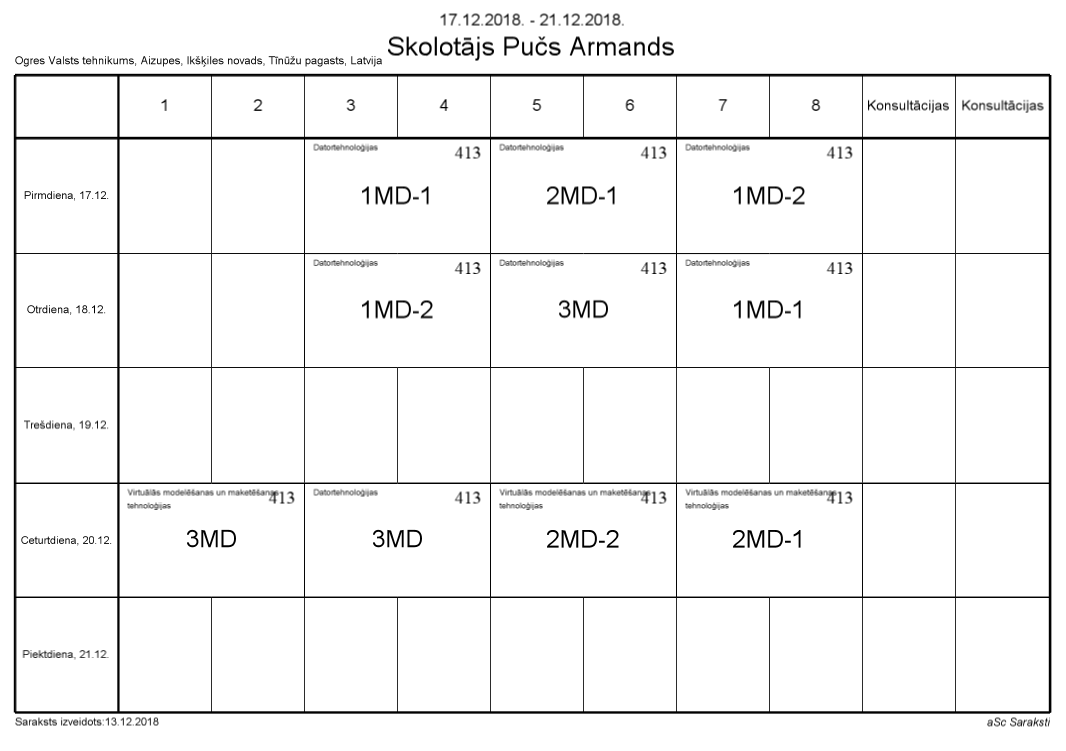 17.12.2018. - 21.12.2018.
Skolotājs Pučs Armands
Ogres Valsts tehnikums, Aizupes, Ikšķiles novads, Tīnūžu pagasts, Latvija
1 2 3 4 5 6 7 8 Konsultācijas Konsultācijas
Pirmdiena, 17.12.
Datortehnoloģijas 413
1MD-1
Datortehnoloģijas 413
2MD-1
Datortehnoloģijas 413
1MD-2
Otrdiena, 18.12.
Datortehnoloģijas 413
1MD-2
Datortehnoloģijas 413
3MD
Datortehnoloģijas 413
1MD-1
Trešdiena, 19.12.
Ceturtdiena, 20.12.
Virtuālās modelēšanas un maketēšanas 413
tehnoloģijas
3MD
Datortehnoloģijas 413
3MD
Virtuālās modelēšanas un maketēšanas 413
tehnoloģijas
2MD-2
Virtuālās modelēšanas un maketēšanas 413
tehnoloģijas
2MD-1
Piektdiena, 21.12.
Saraksts izveidots:13.12.2018
aSc Saraksti